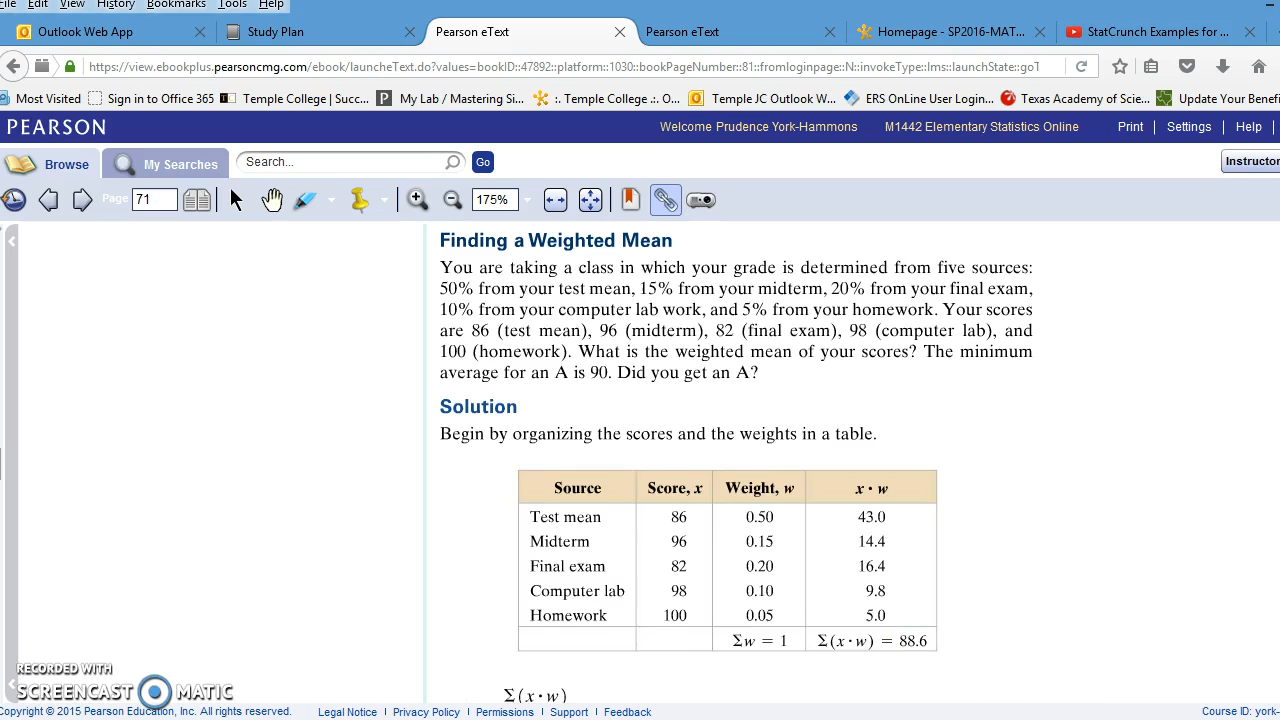 File Edit View History Bookmarks Tools Help
Outlook Web App Study Plan Pearson eText Pearson eText Homepage - SP2016-MAT... StatCrunch Examples for ...
https://view.ebookplus.pearsoncmg.com/ebook/launcheText.do?values=bookID::47892::platform::1030::bookPageNumber::81::fromloginpage::N::invokeType::lms::launchState::goT
Most Visited Sign in to Office 365 Temple College | Succ... My Lab / Mastering Si... :. Temple College .:. O... Temple JC Outlook W... ERS OnLine User Login... Texas Academy of Scie... Update Your Benefi
PEARSON Welcome Prudence York-Hammons M1442 Elementary Statistics Online Print Settings Help
Browse My Searches Search... Go Instructor
Page 71 175%
Finding a Weighted Mean
You are taking a class in which your grade is determined from five sources:
50% from your test mean, 15% from your midterm, 20% from your final exam,
10% from your computer lab work, and 5% from your homework. Your scores
are 86 (test mean), 96 (midterm), 82 (final exam), 98 (computer lab), and
100 (homework). What is the weighted mean of your scores? The minimum
average for an A is 90. Did you get an A?
Solution
Begin by organizing the scores and the weights in a table.
Source Score, x Weight, w x · w
Test mean 86 0.50 43.0
Midterm 96 0.15 14.4
Final exam 82 0.20 16.4
Computer lab 98 0.10 9.8
Homework 100 0.05 5.0
Σw = 1 Σ(x · w) = 88.6
Σ(x · w)
RECORDED WITH
SCREENCAST MATIC
Copyright © 2015 Pearson Education, Inc. All rights reserved. Legal Notice | Privacy Policy | Permissions | Support | Feedback Course ID: york-